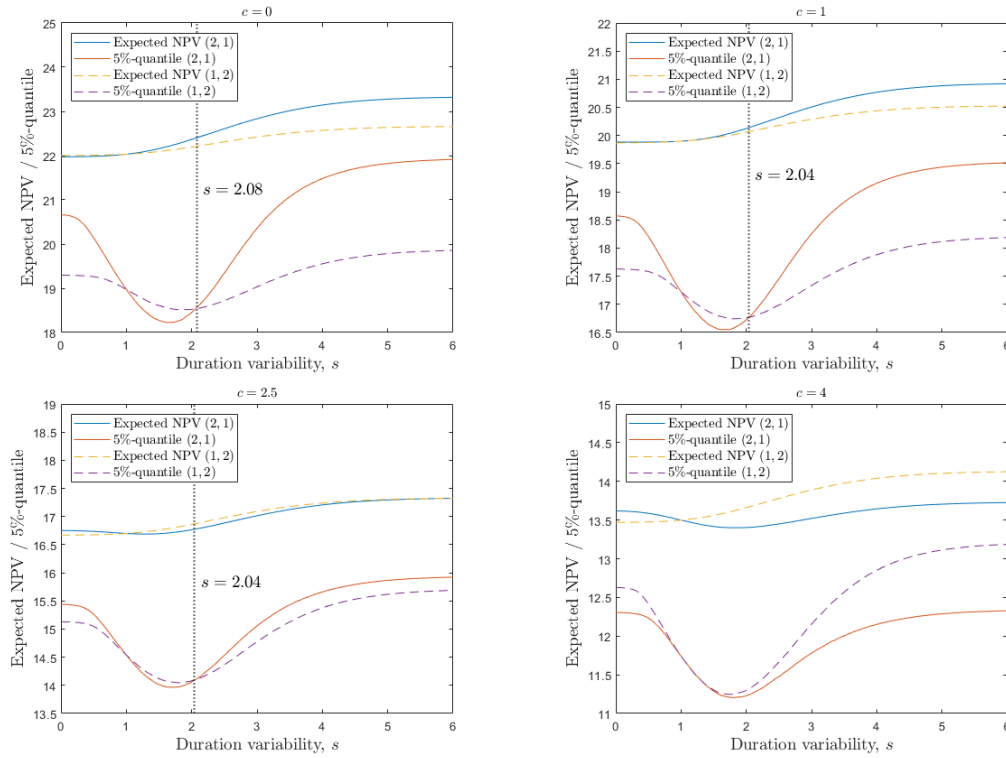 c = 0
Expected NPV / 5%-quantile
25
24
23
22
21
20
19
18
Expected NPV (2, 1)
5%-quantile (2, 1)
Expected NPV (1, 2)
5%-quantile (1, 2)
s = 2.08
0 1 2 3 4 5 6
Duration variability, s
c = 1
Expected NPV / 5%-quantile
22
21.5
21
20.5
20
19.5
19
18.5
18
17.5
17
16.5
Expected NPV (2, 1)
5%-quantile (2, 1)
Expected NPV (1, 2)
5%-quantile (1, 2)
s = 2.04
0 1 2 3 4 5 6
Duration variability, s
c = 2.5
Expected NPV / 5%-quantile
19
18.5
18
17.5
17
16.5
16
15.5
15
14.5
14
13.5
Expected NPV (2, 1)
5%-quantile (2, 1)
Expected NPV (1, 2)
5%-quantile (1, 2)
s = 2.04
0 1 2 3 4 5 6
Duration variability, s
c = 4
Expected NPV / 5%-quantile
15
14.5
14
13.5
13
12.5
12
11.5
11
Expected NPV (2, 1)
5%-quantile (2, 1)
Expected NPV (1, 2)
5%-quantile (1, 2)
0 1 2 3 4 5 6
Duration variability, s